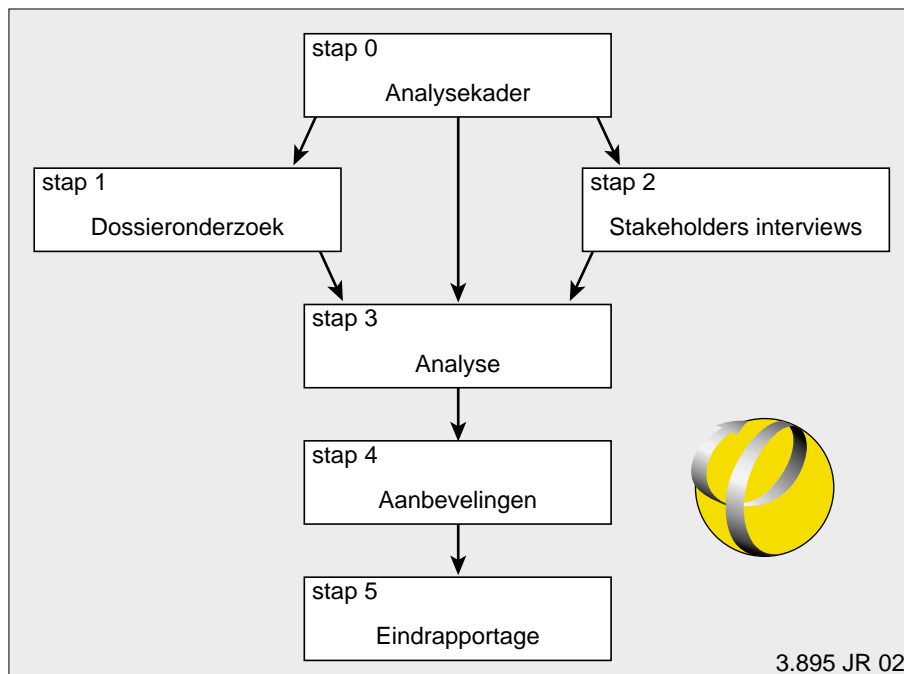 stap 0
Analysekader
stap 1
Dossieronderzoek
stap 2
Stakeholders interviews
stap 3
Analyse
stap 4
Aanbevelingen
stap 5
Eindrapportage
3.895 JR 02